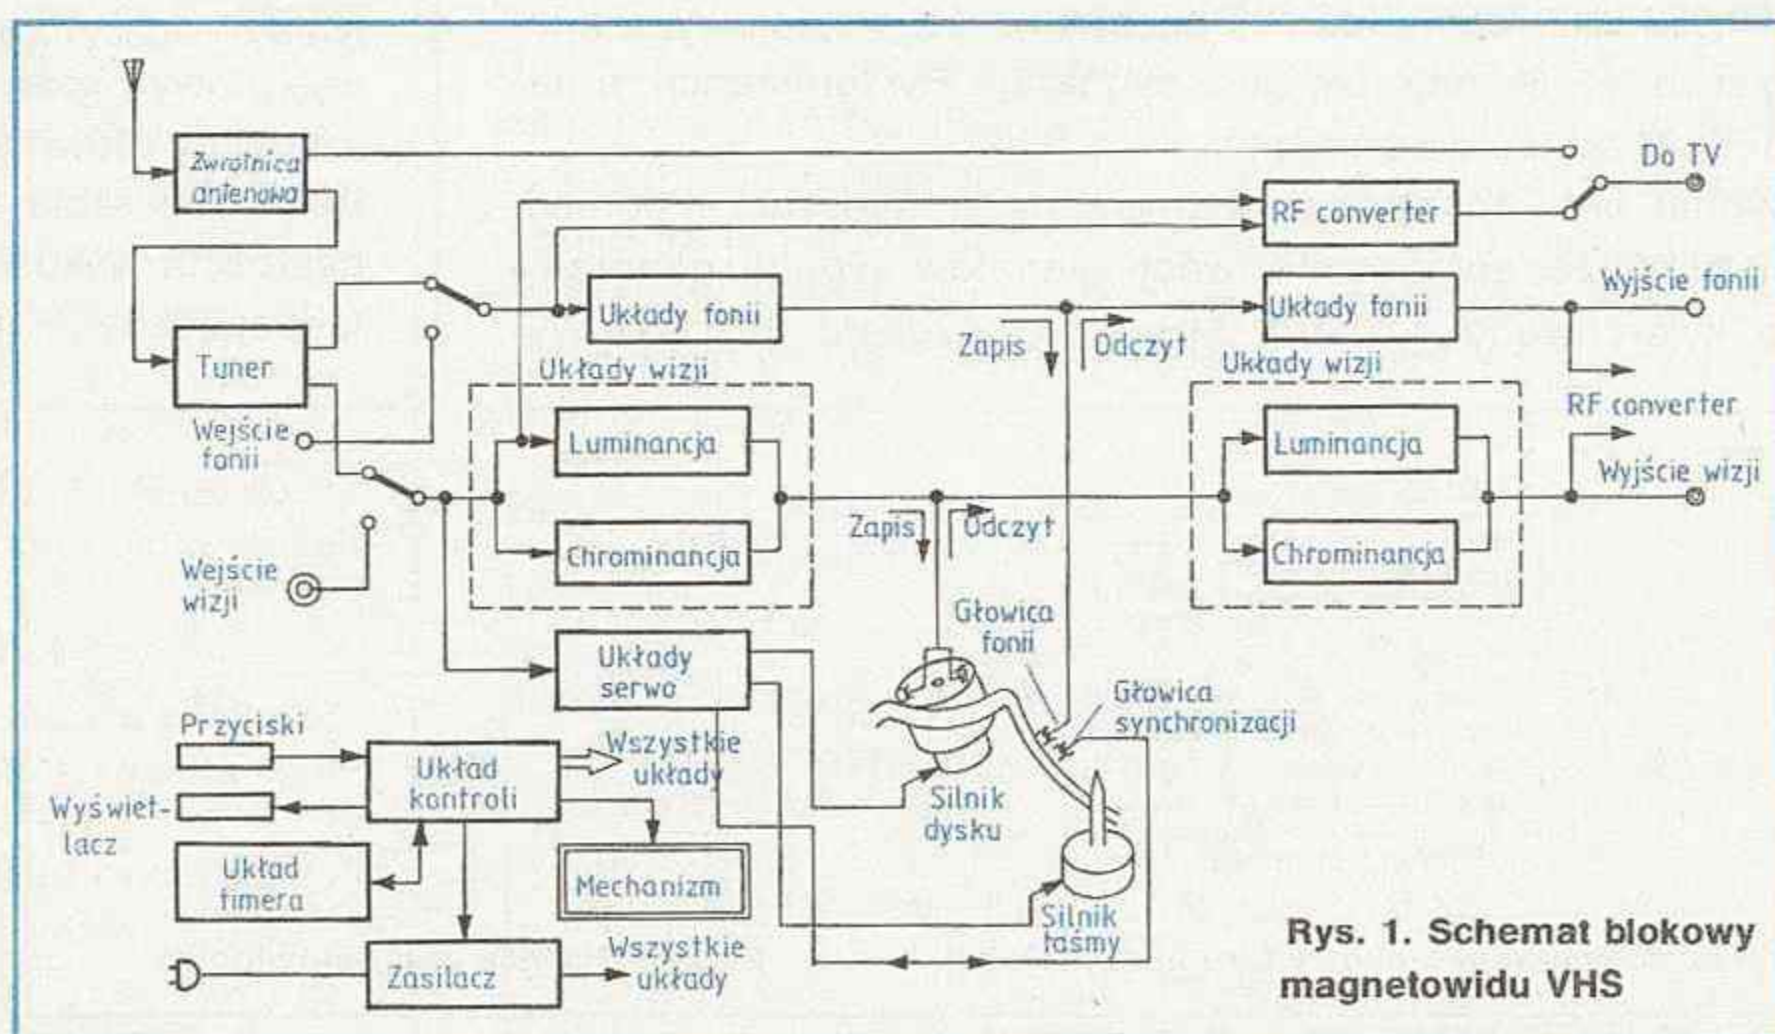 Zwrotnica
antenowa
Do TV
RF converter
Wyjście fonii
Układy fonii
Układy fonii
Zapis
Odczyt
Tuner
Układy wizji
Układy wizji
Wejście
fonii
Luminancja
Luminancja
RF converter
Wyjście wizji
Zapis
Odczyt
Chrominancja
Chrominancja
Wejście
wizji
Głowica
fonii
Układy
serwo
Głowica
synchronizacji
Przyciski
Wszystkie
układy
Układ
kontroli
Wyświet-
lacz
Silnik
dysku
Układ
timera
Mechanizm
Silnik
taśmy
Zasilacz
Wszystkie
układy
Rys. 1. Schemat blokowy
magnetowidu VHS